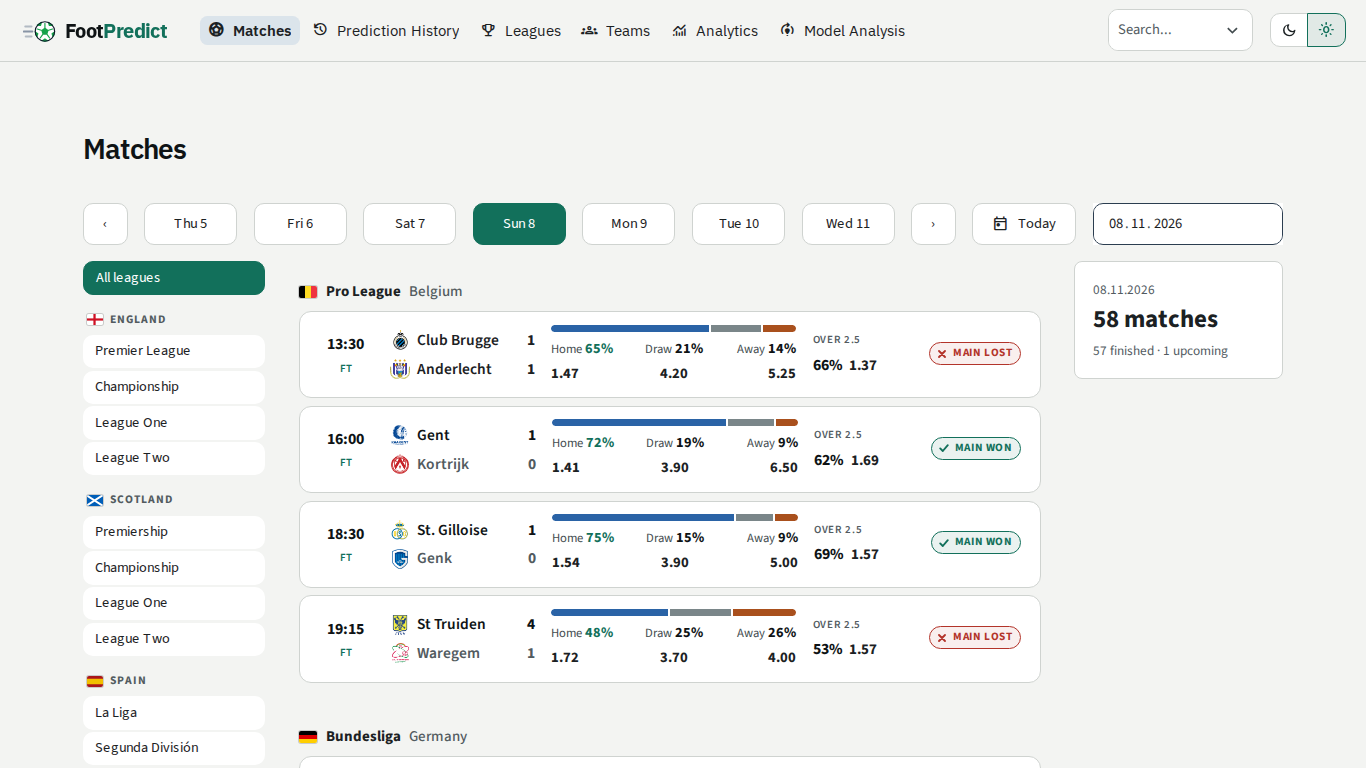 FootPredict
Matches
Prediction History
Leagues
Teams
Analytics
Model Analysis
Search...
Matches
‹
Thu 5
Fri 6
Sat 7
Sun 8
Mon 9
Tue 10
Wed 11
›
Today
08.11.2026
All leagues
ENGLAND
Premier League
Championship
League One
League Two
SCOTLAND
Premiership
Championship
League One
League Two
SPAIN
La Liga
Segunda División
Pro League Belgium
13:30
FT
Club Brugge 1
Anderlecht 1
Home 65% Draw 21% Away 14%
1.47 4.20 5.25
OVER 2.5
66% 1.37
MAIN LOST
16:00
FT
Gent 1
Kortrijk 0
Home 72% Draw 19% Away 9%
1.41 3.90 6.50
OVER 2.5
62% 1.69
MAIN WON
18:30
FT
St. Gilloise 1
Genk 0
Home 75% Draw 15% Away 9%
1.54 3.90 5.00
OVER 2.5
69% 1.57
MAIN WON
19:15
FT
St Truiden 4
Waregem 1
Home 48% Draw 25% Away 26%
1.72 3.70 4.00
OVER 2.5
53% 1.57
MAIN LOST
Bundesliga Germany
08.11.2026
58 matches
57 finished · 1 upcoming